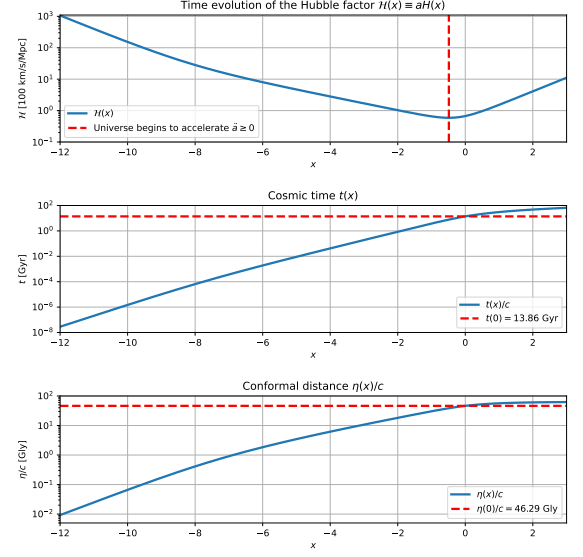 Time evolution of the Hubble factor ℋ(x) ≡ aH(x)
10³
10²
10¹
10⁰
10⁻¹
ℋ [100 km/s/Mpc]
ℋ(x)
Universe begins to accelerate ä ≥ 0
−12 −10 −8 −6 −4 −2 0 2
x
Cosmic time t(x)
10²
10⁰
10⁻²
10⁻⁴
10⁻⁶
10⁻⁸
t [Gyr]
t(x)/c
t(0) = 13.86 Gyr
−12 −10 −8 −6 −4 −2 0 2
x
Conformal distance η(x)/c
10²
10¹
10⁰
10⁻¹
10⁻²
η/c [Gly]
η(x)/c
η(0)/c = 46.29 Gly
−12 −10 −8 −6 −4 −2 0 2
x